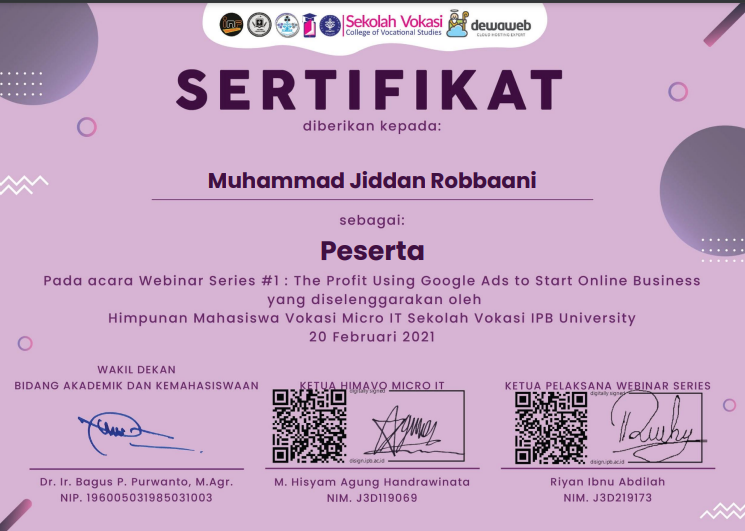 Sekolah Vokasi
College of Vocational Studies
dewaweb
CLOUD HOSTING EXPERT
SERTIFIKAT
diberikan kepada:
Muhammad Jiddan Robbaani
sebagai:
Peserta
Pada acara Webinar Series #1 : The Profit Using Google Ads to Start Online Business
yang diselenggarakan oleh
Himpunan Mahasiswa Vokasi Micro IT Sekolah Vokasi IPB University
20 Februari 2021
WAKIL DEKAN
BIDANG AKADEMIK DAN KEMAHASISWAAN
Dr. Ir. Bagus P. Purwanto, M.Agr.
NIP. 196005031985031003
KETUA HIMAVO MICRO IT
digitally signed
dsign.ipb.ac.id
M. Hisyam Agung Handrawinata
NIM. J3D119069
KETUA PELAKSANA WEBINAR SERIES
digitally signed
dsign.ipb.ac.id
Riyan Ibnu Abdilah
NIM. J3D219173